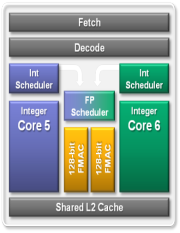 Fetch
Decode
Int
Scheduler
FP
Scheduler
Int
Scheduler
Integer
Core 5
128-bit
FMAC
128-bit
FMAC
Integer
Core 6
Shared L2 Cache